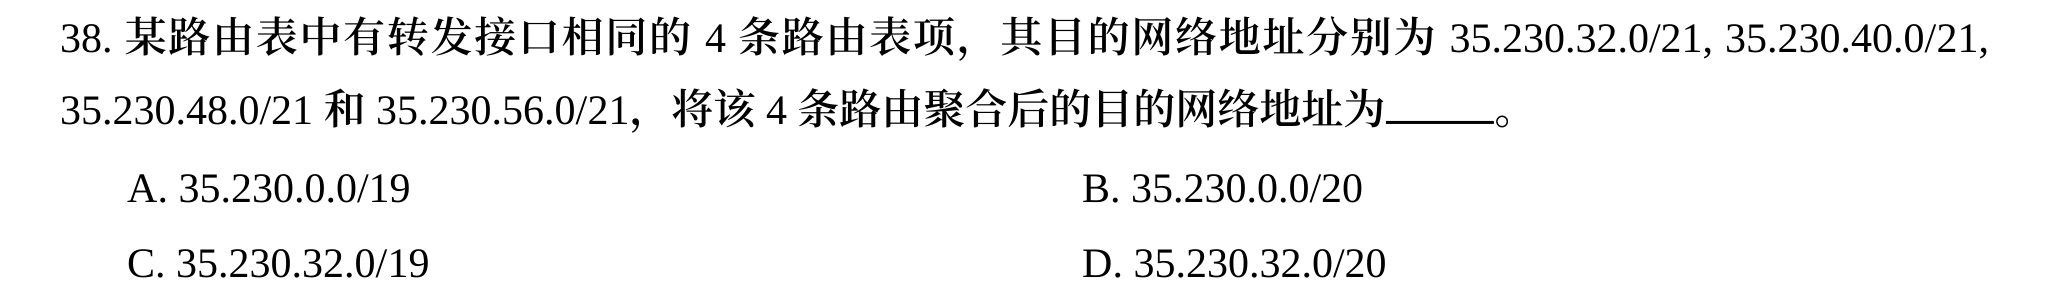 38. 某路由表中有转发接口相同的 4 条路由表项，其目的网络地址分别为 35.230.32.0/21, 35.230.40.0/21,
35.230.48.0/21 和 35.230.56.0/21，将该 4 条路由聚合后的目的网络地址为_____。
A. 35.230.0.0/19 B. 35.230.0.0/20
C. 35.230.32.0/19 D. 35.230.32.0/20